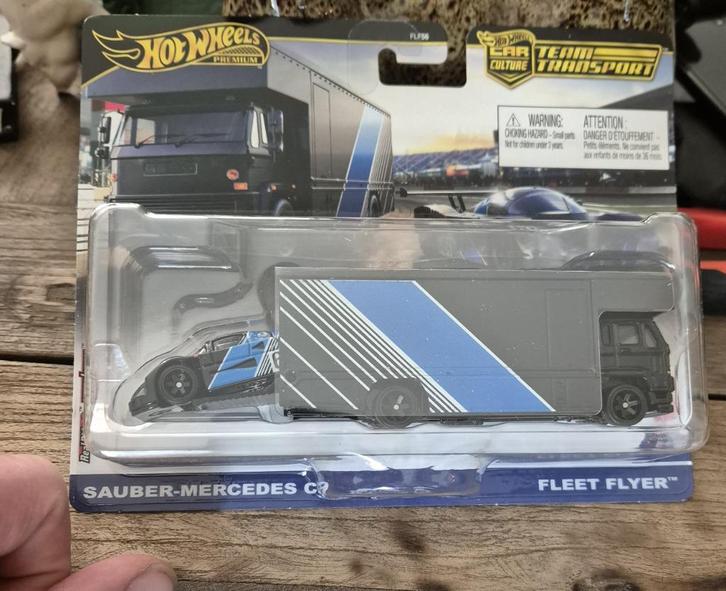 HOT WHEELS
PREMIUM
FLF56
HOT WHEELS
CAR
CULTURE
TEAM
TRANSPORT
WARNING:
CHOKING HAZARD – Small parts
Not for children under 3 years.
ATTENTION :
DANGER D'ÉTOUFFEMENT –
Petits éléments. Ne convient pas
aux enfants de moins de 36 mois.
SAUBER-MERCEDES C9
FLEET FLYER™